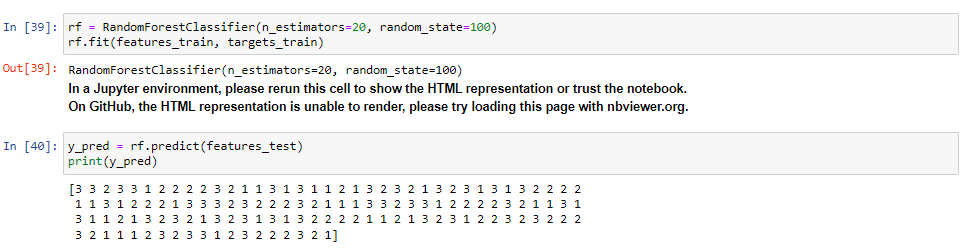 In [39]: rf = RandomForestClassifier(n_estimators=20, random_state=100)
rf.fit(features_train, targets_train)
Out[39]: RandomForestClassifier(n_estimators=20, random_state=100)
In a Jupyter environment, please rerun this cell to show the HTML representation or trust the notebook.
On GitHub, the HTML representation is unable to render, please try loading this page with nbviewer.org.
In [40]: y_pred = rf.predict(features_test)
print(y_pred)
[3 3 2 3 3 1 2 2 2 2 3 2 1 1 3 1 3 1 1 2 1 3 2 3 2 1 3 2 3 1 3 1 3 2 2 2 2
1 1 3 1 2 2 2 1 3 3 3 2 3 2 2 2 3 2 1 1 1 3 3 2 3 3 1 2 2 2 2 3 2 1 1 3 1
3 1 1 2 1 3 2 3 2 1 3 2 3 1 3 1 3 2 2 2 2 1 1 2 1 3 2 3 1 2 2 3 2 3 2 2 2
3 2 1 1 1 2 3 2 3 3 1 2 3 2 2 2 3 2 1]